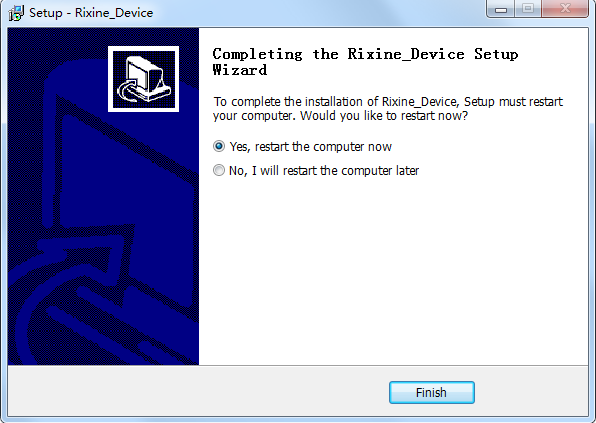 Setup - Rixine_Device
Completing the Rixine_Device Setup
Wizard
To complete the installation of Rixine_Device, Setup must restart
your computer. Would you like to restart now?
Yes, restart the computer now
No, I will restart the computer later
Finish